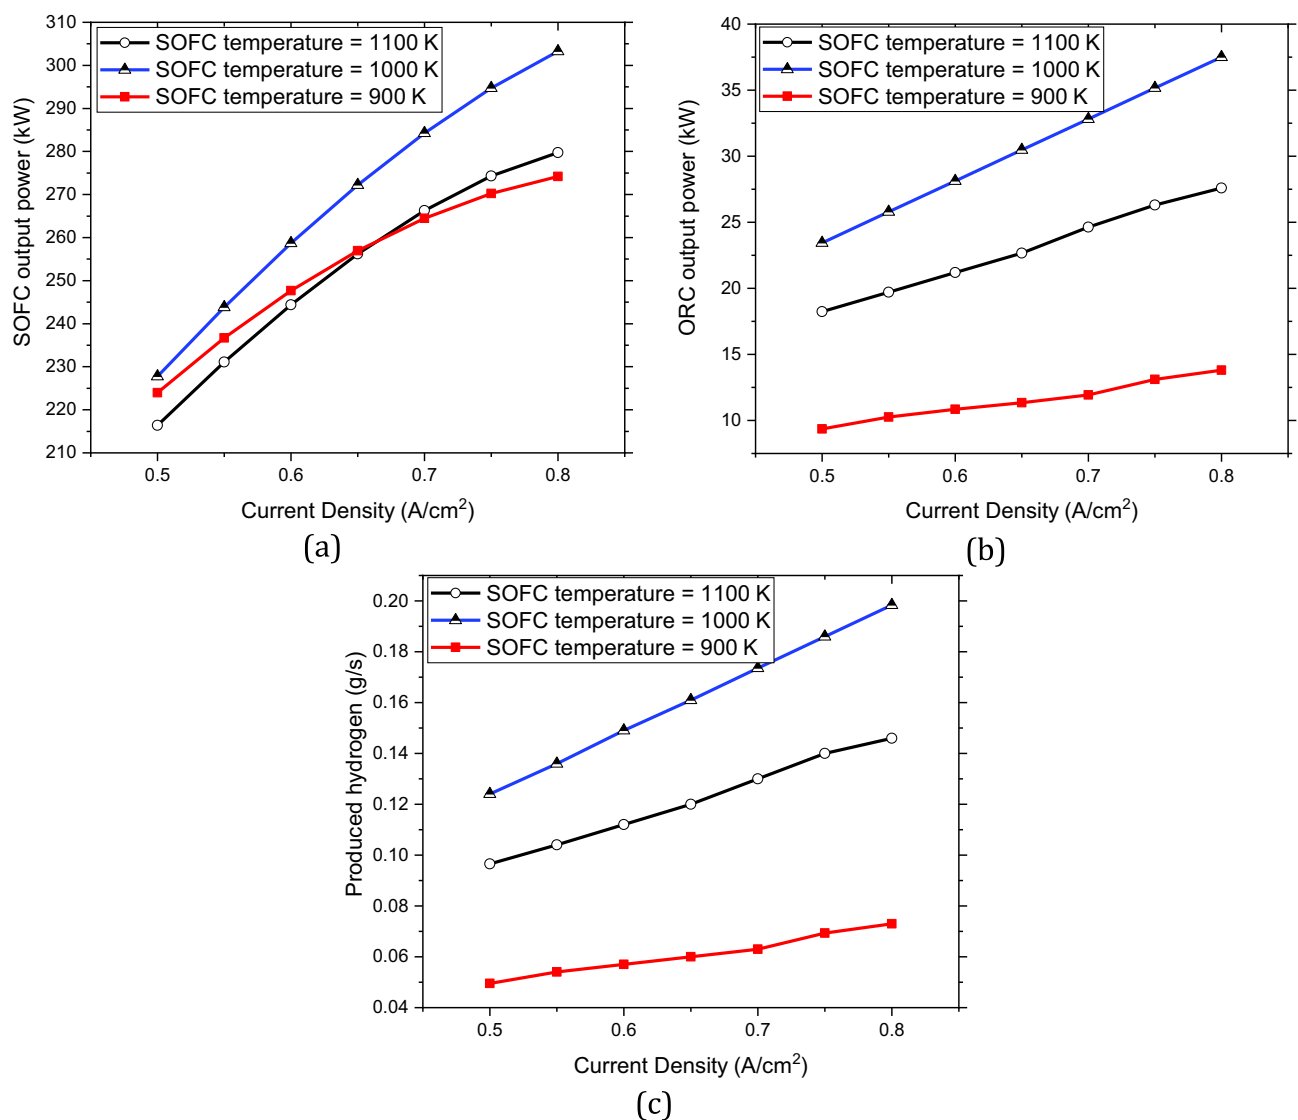 310
300
290
280
270
260
250
240
230
220
210
SOFC output power (kW)
SOFC temperature = 1100 K
SOFC temperature = 1000 K
SOFC temperature = 900 K
0.5
0.6
0.7
0.8
Current Density (A/cm²)
(a)
40
35
30
25
20
15
10
ORC output power (kW)
SOFC temperature = 1100 K
SOFC temperature = 1000 K
SOFC temperature = 900 K
0.5
0.6
0.7
0.8
Current Density (A/cm²)
(b)
0.20
0.18
0.16
0.14
0.12
0.10
0.08
0.06
0.04
Produced hydrogen (g/s)
SOFC temperature = 1100 K
SOFC temperature = 1000 K
SOFC temperature = 900 K
0.5
0.6
0.7
0.8
Current Density (A/cm²)
(c)